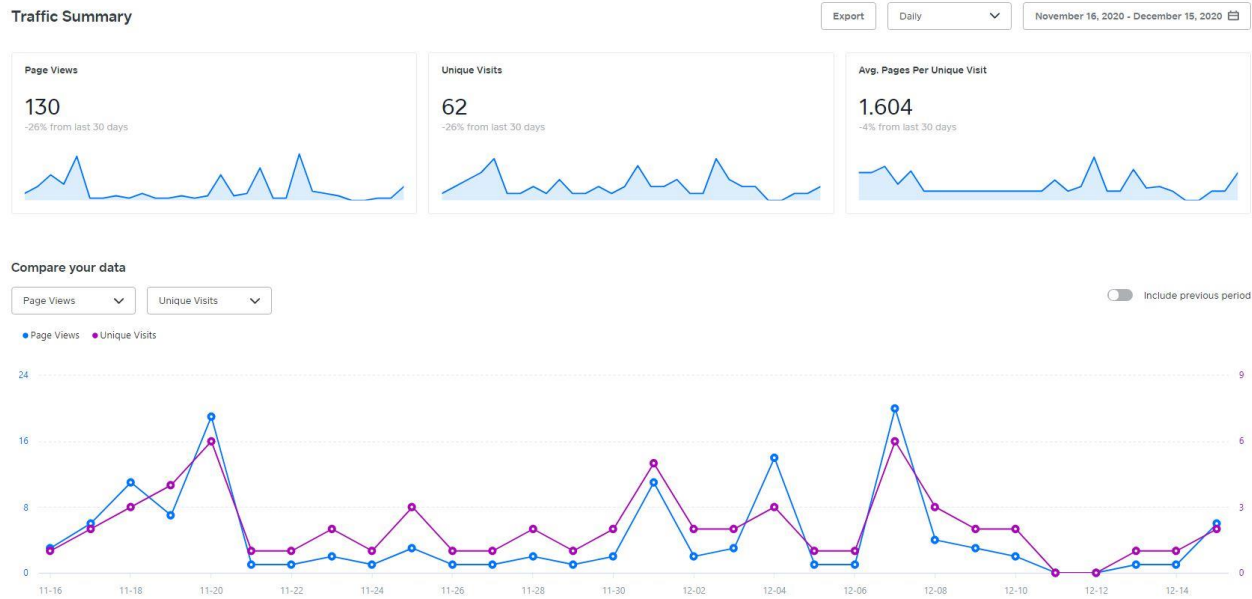 Traffic Summary
Export
Daily
November 16, 2020 - December 15, 2020
Page Views
130
-26% from last 30 days
Unique Visits
62
-26% from last 30 days
Avg. Pages Per Unique Visit
1.604
-4% from last 30 days
Compare your data
Page Views
Unique Visits
Include previous period
Page Views
Unique Visits
24
9
16
6
8
3
0
0
11-16 11-18 11-20 11-22 11-24 11-26 11-28 11-30 12-02 12-04 12-06 12-08 12-10 12-12 12-14